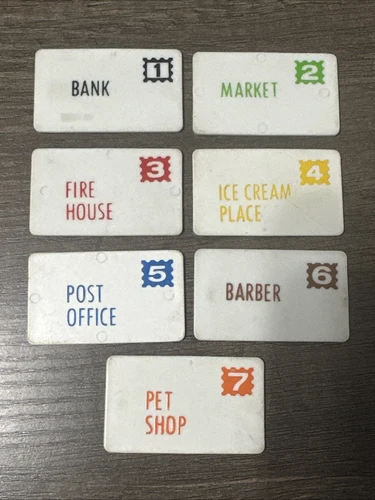 BANK 1
MARKET 2
3
FIRE
HOUSE
4
ICE CREAM
PLACE
5
POST
OFFICE
BARBER 6
7
PET
SHOP